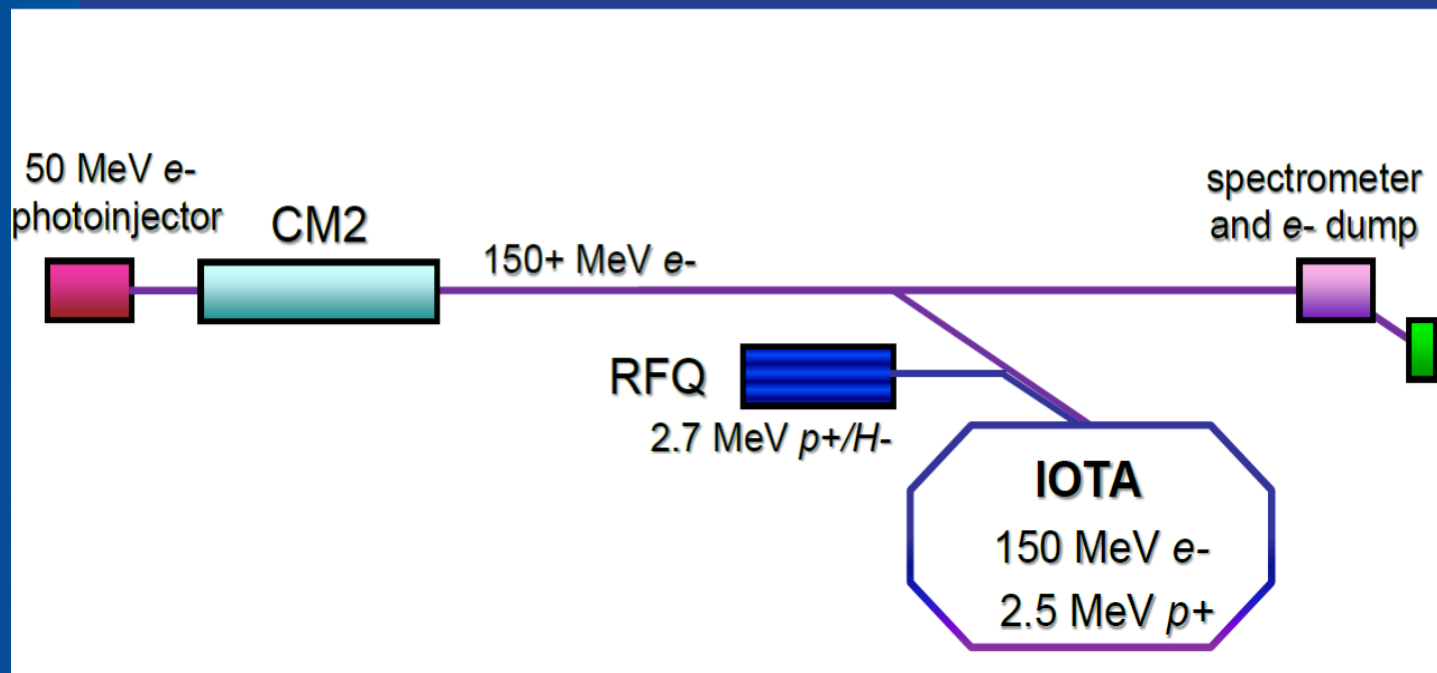 50 MeV e-
photoinjector
CM2
150+ MeV e-
spectrometer
and e- dump
RFQ
2.7 MeV p+/H-
IOTA
150 MeV e-
2.5 MeV p+